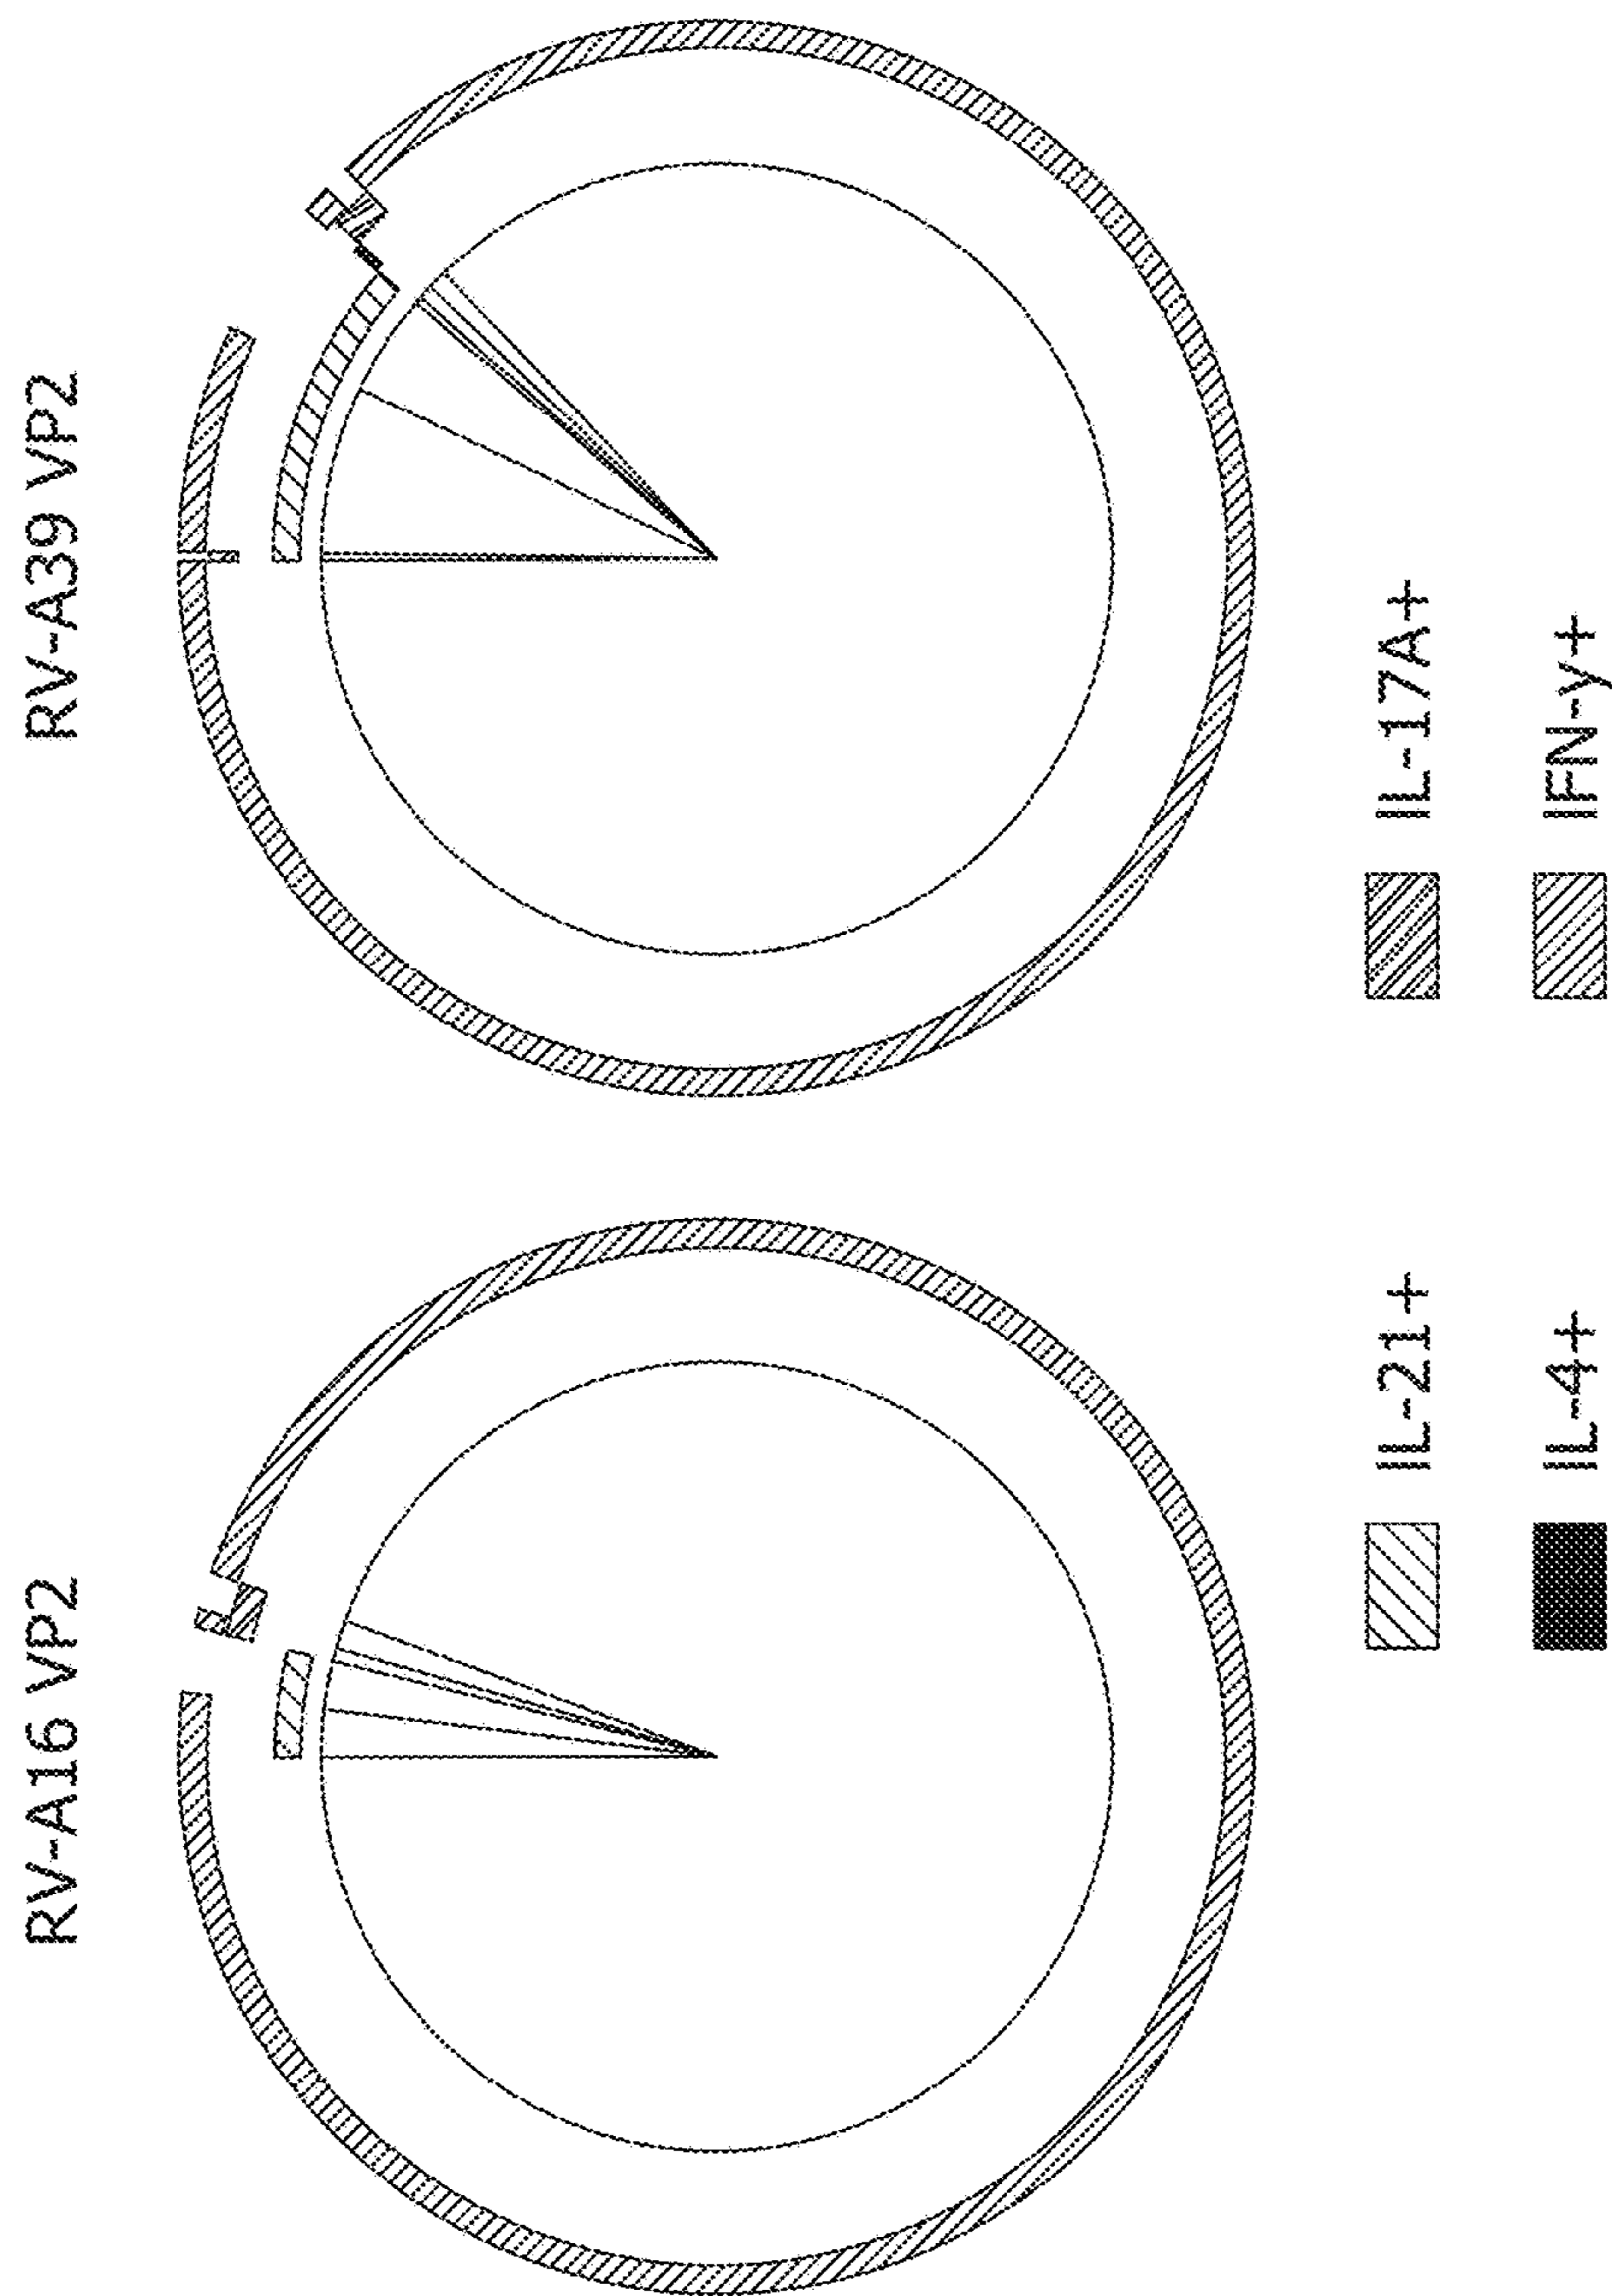 RV-A16 VP2
RV-A39 VP2
IL-21+
IL-17A+
IL-4+
IFN-y+